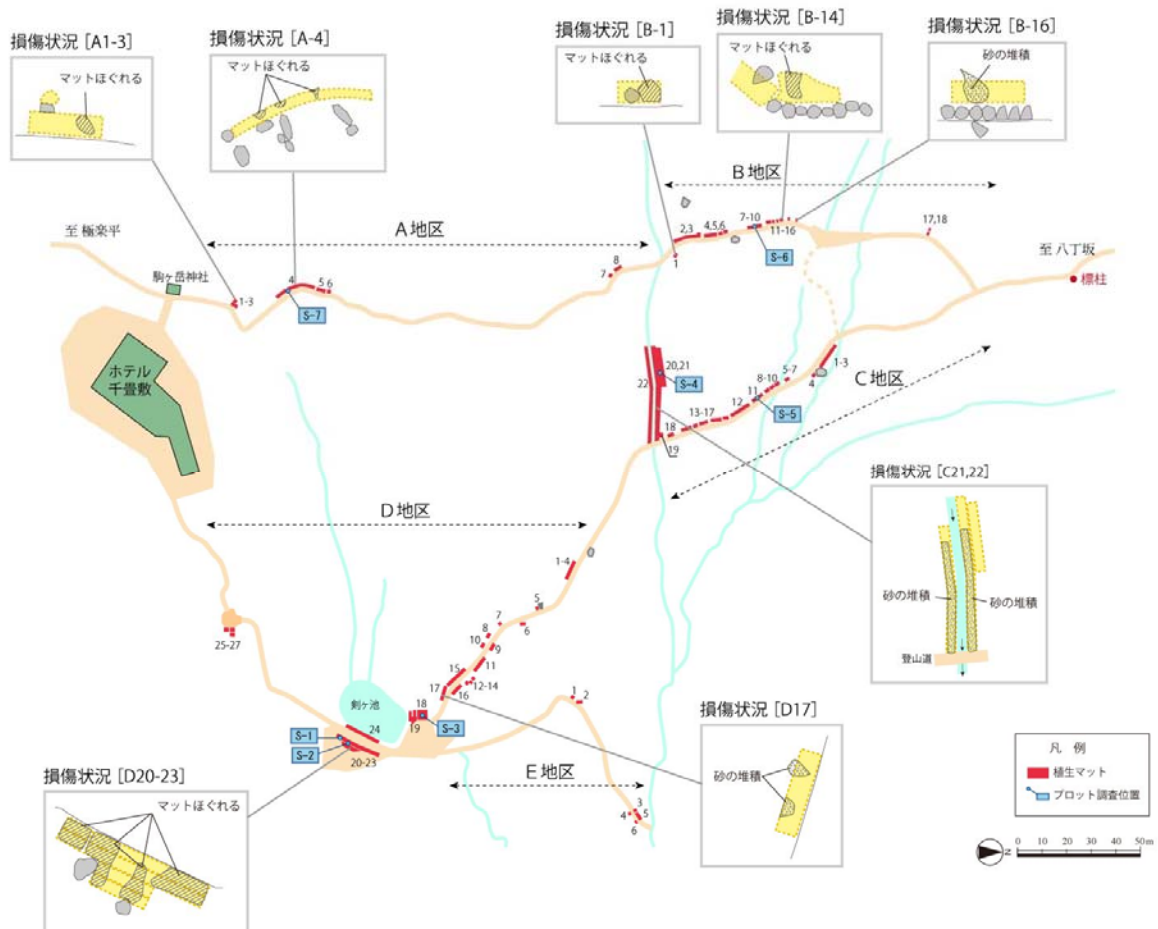 損傷状況 [A1-3]
マットほぐれる
損傷状況 [A-4]
マットほぐれる
損傷状況 [B-1]
マットほぐれる
損傷状況 [B-14]
マットほぐれる
損傷状況 [B-16]
砂の堆積
B地区
A地区
至 極楽平
駒ヶ岳神社
1-3
4
5
6
S-7
7
8
1
2,3
4,5,6
7-10
S-6
11-16
17,18
至 八丁坂
標柱
ホテル
千畳敷
20,21
S-4
22
1-3
4
5-7
8-10
11
S-5
12
13-17
18
19
C地区
損傷状況 [C21,22]
砂の堆積
砂の堆積
登山道
D地区
1-4
5
6
7
8
9
10
11
12-14
15
16
17
18
19
S-3
25-27
剣ヶ池
24
S-1
S-2
20-23
1
2
E地区
3
4
5
6
損傷状況 [D17]
砂の堆積
損傷状況 [D20-23]
マットほぐれる
凡 例
植生マット
プロット調査位置
N
0 10 20 30 40 50m